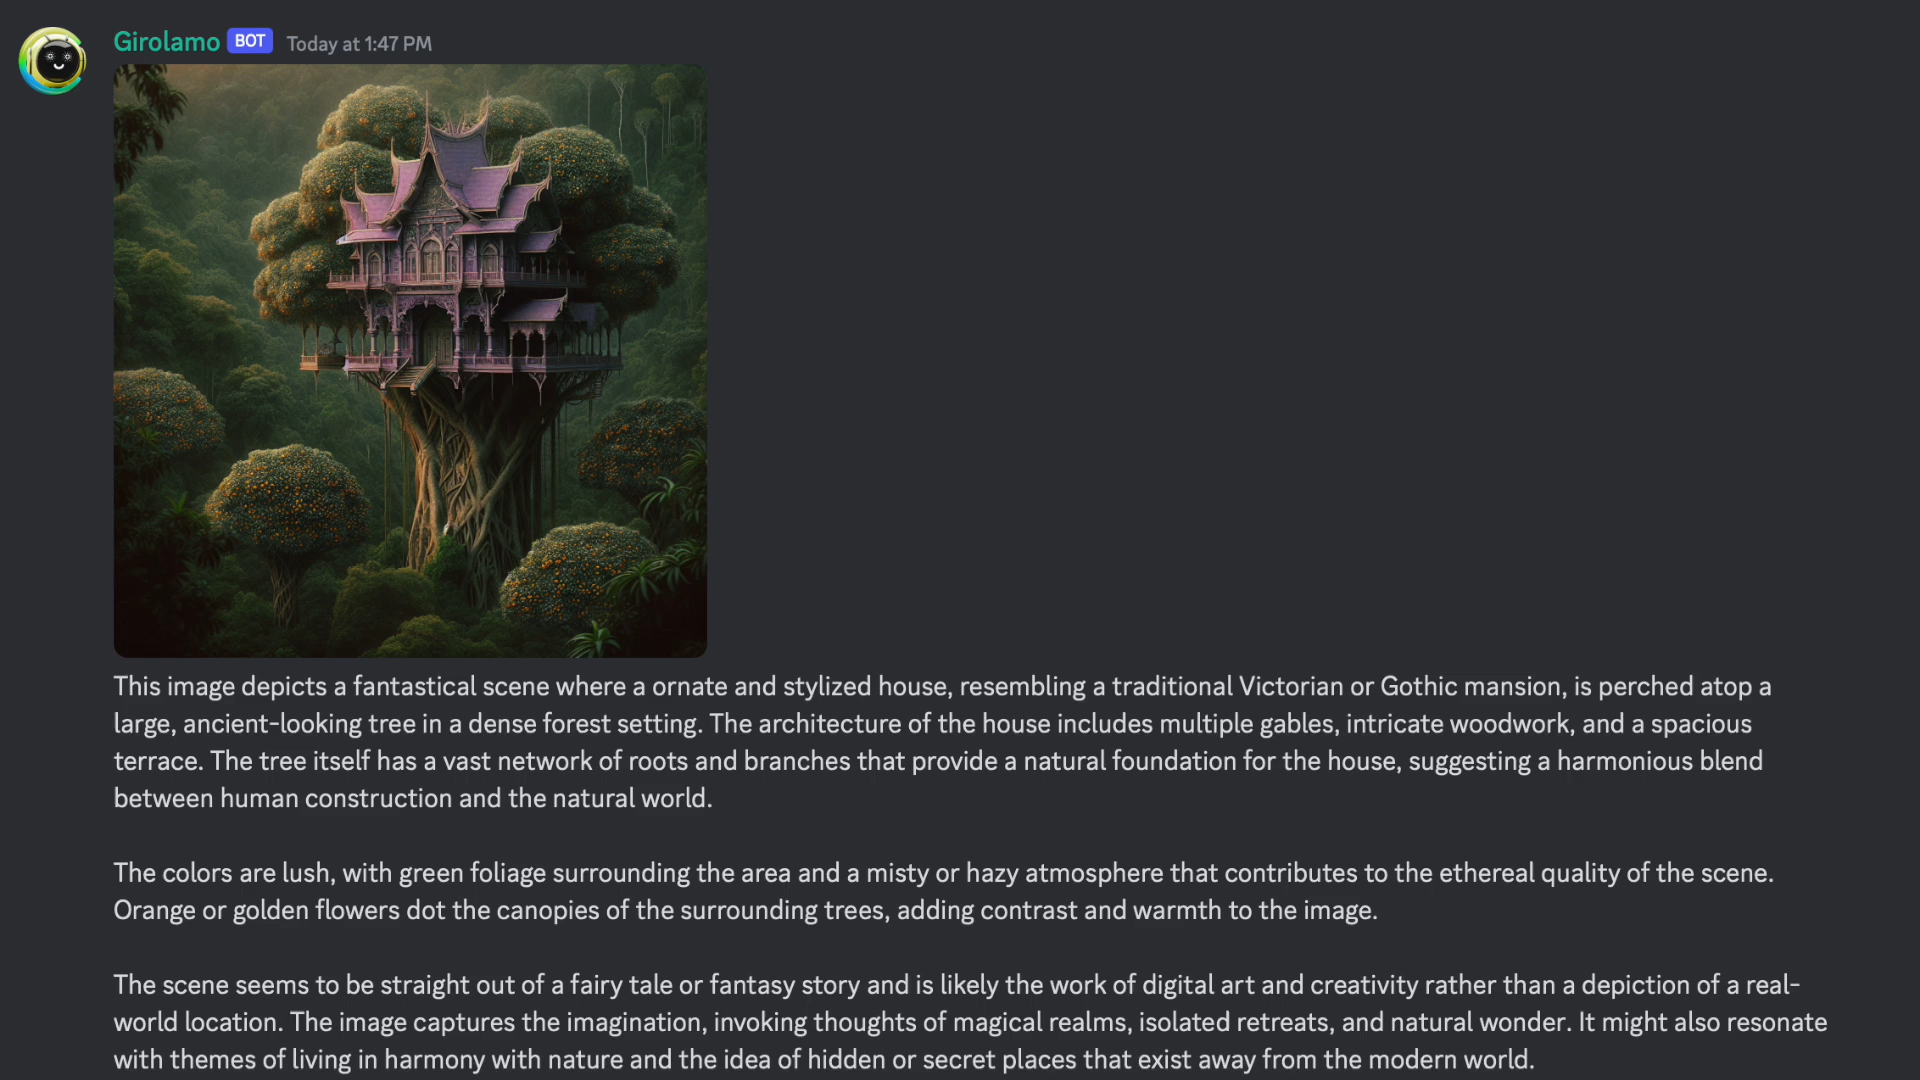 Girolamo BOT Today at 1:47 PM
This image depicts a fantastical scene where a ornate and stylized house, resembling a traditional Victorian or Gothic mansion, is perched atop a
large, ancient-looking tree in a dense forest setting. The architecture of the house includes multiple gables, intricate woodwork, and a spacious
terrace. The tree itself has a vast network of roots and branches that provide a natural foundation for the house, suggesting a harmonious blend
between human construction and the natural world.
The colors are lush, with green foliage surrounding the area and a misty or hazy atmosphere that contributes to the ethereal quality of the scene.
Orange or golden flowers dot the canopies of the surrounding trees, adding contrast and warmth to the image.
The scene seems to be straight out of a fairy tale or fantasy story and is likely the work of digital art and creativity rather than a depiction of a real-
world location. The image captures the imagination, invoking thoughts of magical realms, isolated retreats, and natural wonder. It might also resonate
with themes of living in harmony with nature and the idea of hidden or secret places that exist away from the modern world.